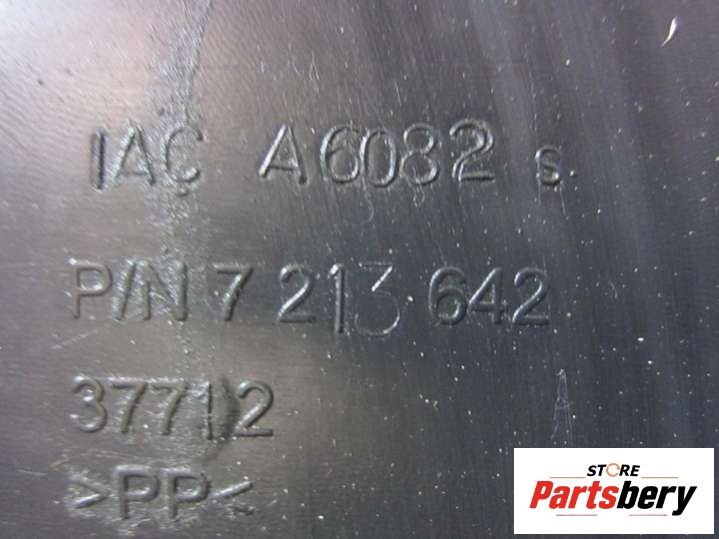 IAC A6082 s
P/N 7 213 642
37712
>PP<
STORE
Partsbery